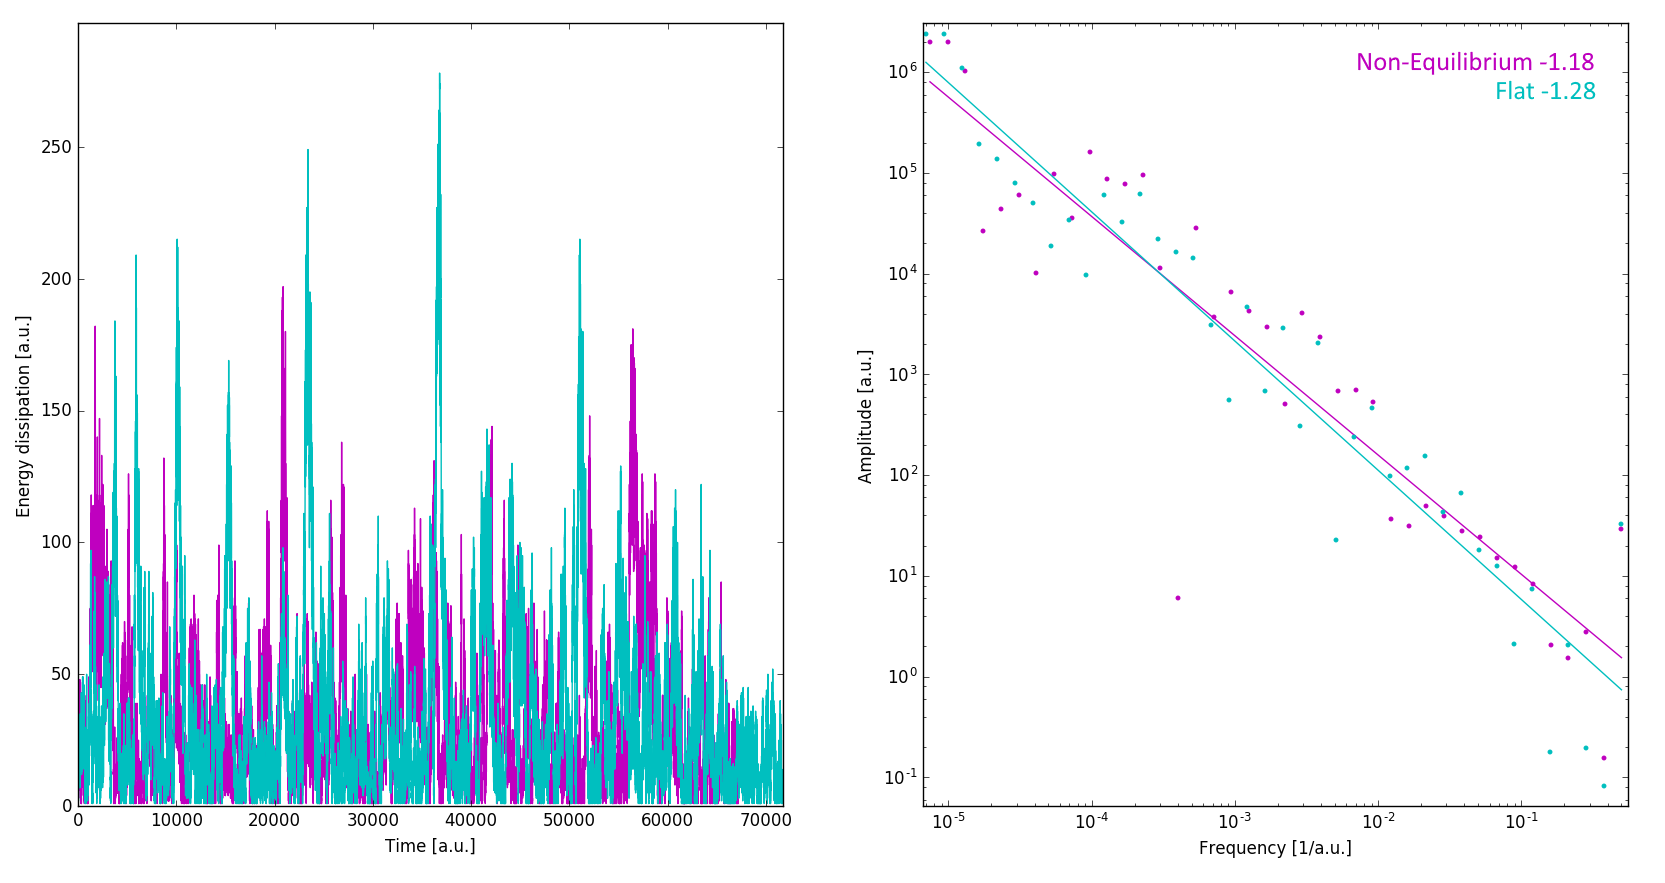 Energy dissipation [a.u.]
250
200
150
100
50
0
0 10000 20000 30000 40000 50000 60000 70000
Time [a.u.]
Non-Equilibrium -1.18
Flat -1.28
Amplitude [a.u.]
10⁶
10⁵
10⁴
10³
10²
10¹
10⁰
10⁻¹
10⁻⁵ 10⁻⁴ 10⁻³ 10⁻² 10⁻¹
Frequency [1/a.u.]